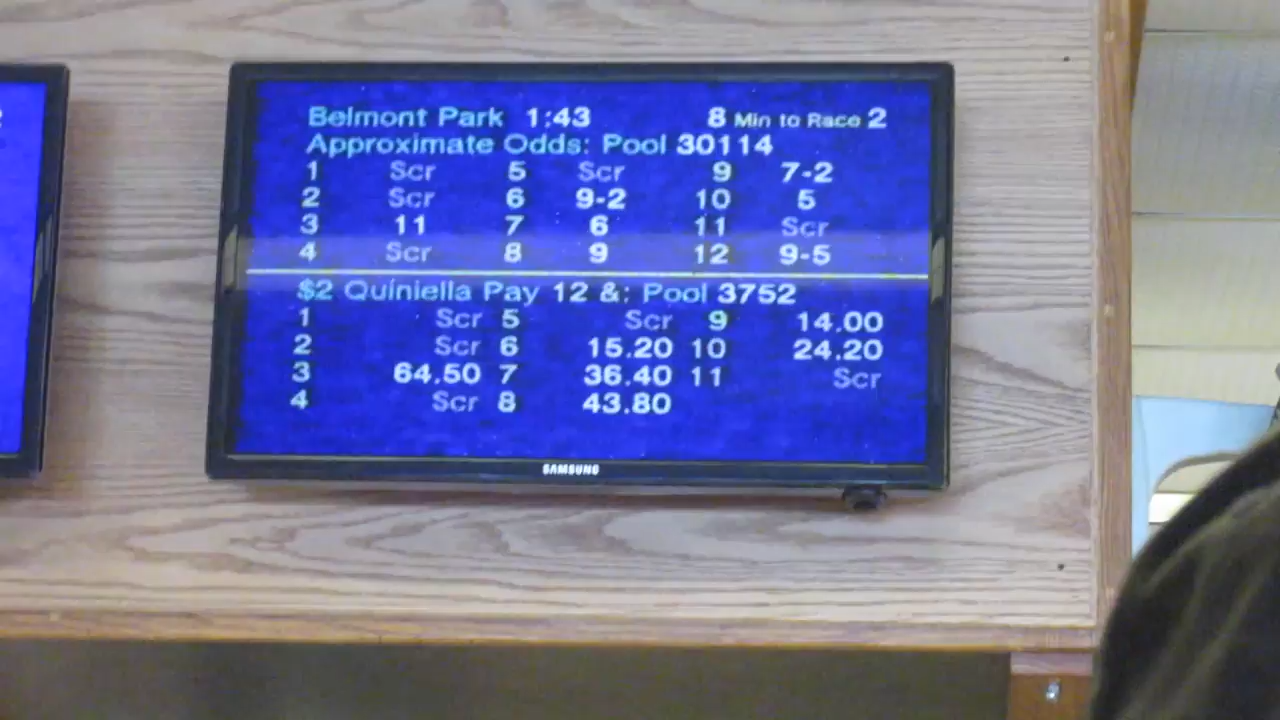 Belmont Park 1:43 8 Min to Race 2
Approximate Odds: Pool 30114
1 Scr 5 Scr 9 7-2
2 Scr 6 9-2 10 5
3 11 7 6 11 Scr
4 Scr 8 9 12 9-5
$2 Quiniella Pay 12 &: Pool 3752
1 Scr 5 Scr 9 14.00
2 Scr 6 15.20 10 24.20
3 64.50 7 36.40 11 Scr
4 Scr 8 43.80
SAMSUNG